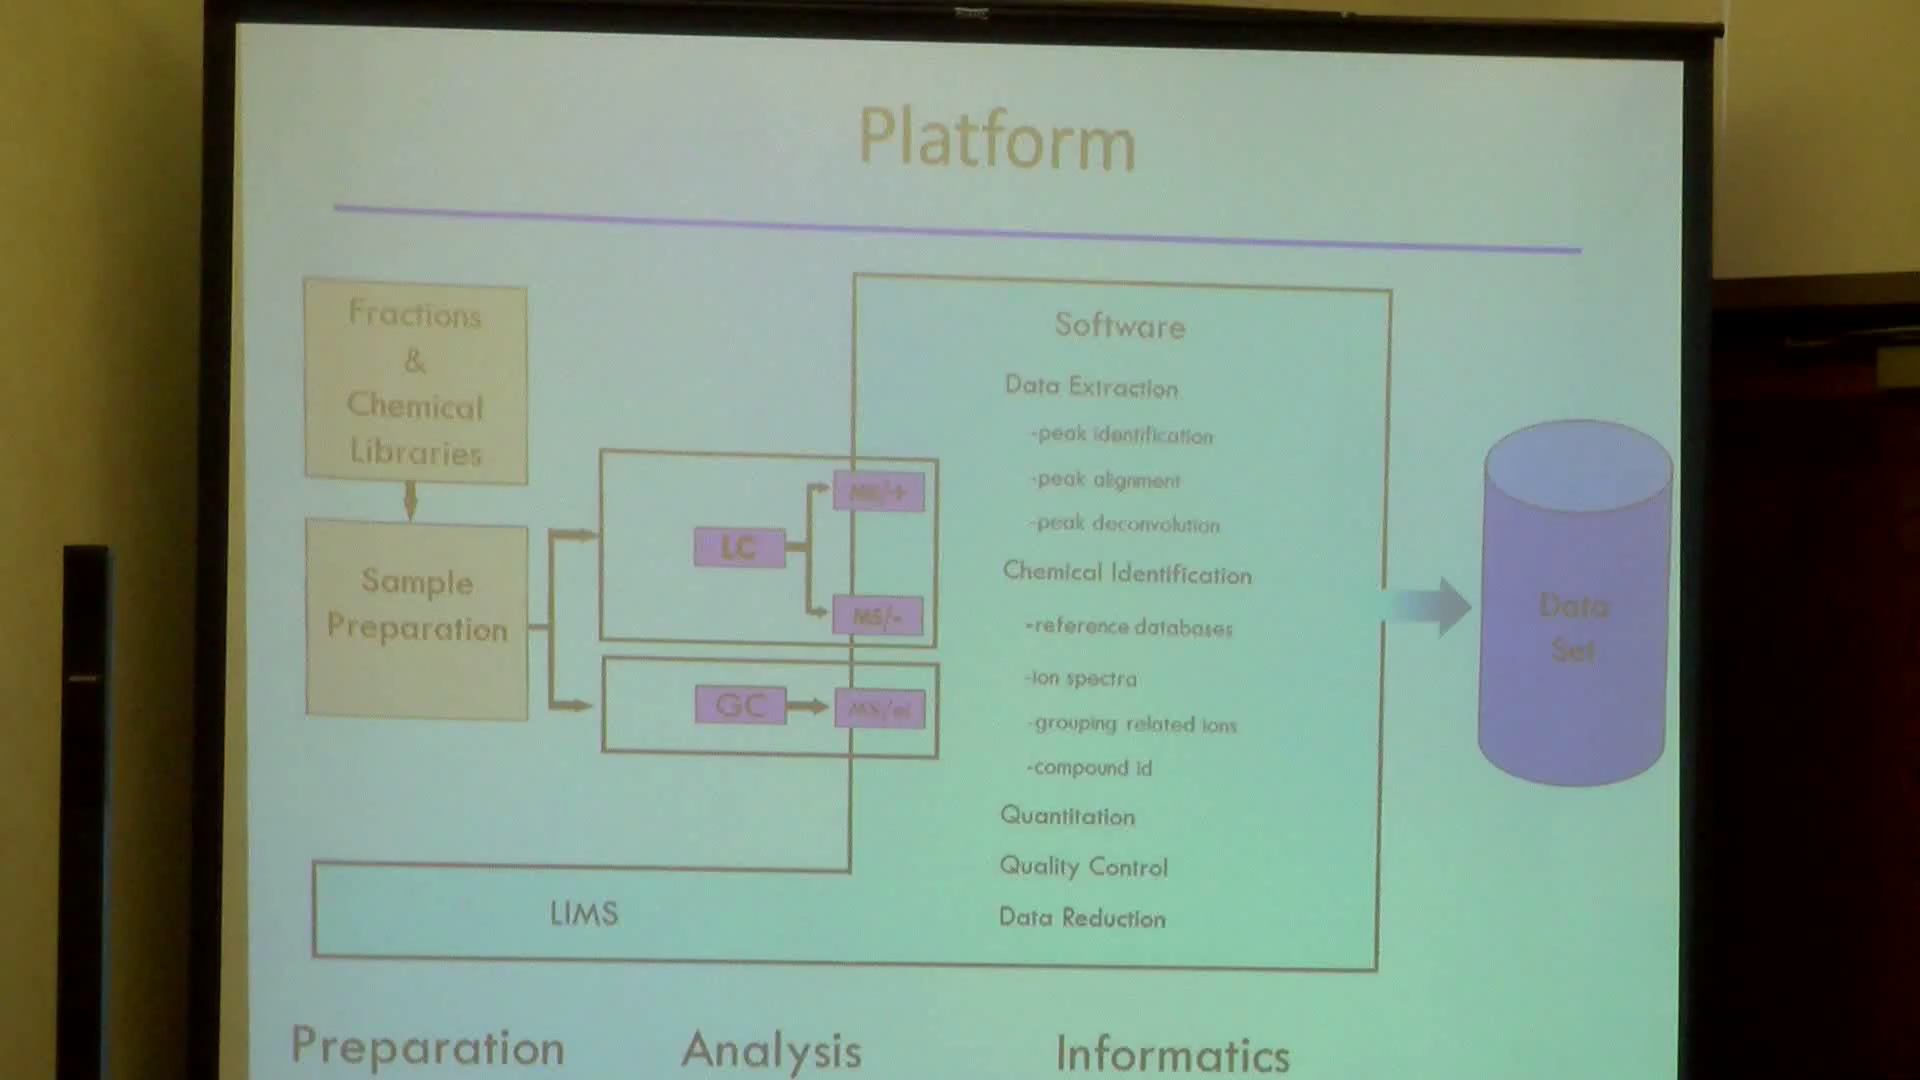 Platform
Fractions
&
Chemical
Libraries
Sample
Preparation
LC
MS/+
MS/-
GC
MS/ei
Software
Data Extraction
-peak identification
-peak alignment
-peak deconvolution
Chemical Identification
-reference databases
-ion spectra
-grouping related ions
-compound id
Quantitation
Quality Control
Data Reduction
LIMS
Data
Set
Preparation
Analysis
Informatics